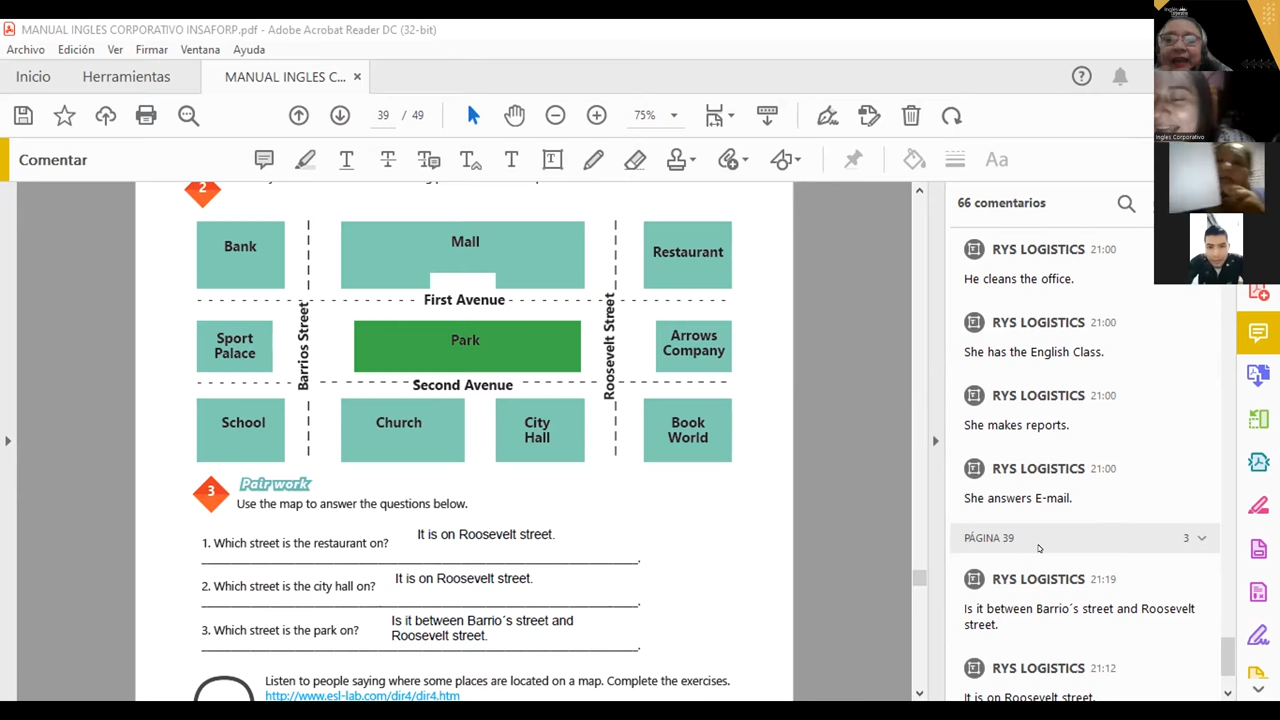 MANUAL INGLES CORPORATIVO INSAFORP.pdf - Adobe Acrobat Reader DC (32-bit)
Archivo Edición Ver Firmar Ventana Ayuda
Inicio Herramientas MANUAL INGLES C... ×
39 / 49 75%
Comentar
66 comentarios
2
Bank
Mall
Restaurant
First Avenue
Barrios Street
Roosevelt Street
Sport
Palace
Park
Arrows
Company
Second Avenue
School
Church
City
Hall
Book
World
3 Pair work
Use the map to answer the questions below.
1. Which street is the restaurant on? It is on Roosevelt street.
2. Which street is the city hall on? It is on Roosevelt street.
3. Which street is the park on? Is it between Barrio´s street and
Roosevelt street.
Listen to people saying where some places are located on a map. Complete the exercises.
http://www.esl-lab.com/dir4/dir4.htm
RYS LOGISTICS 21:00
He cleans the office.
RYS LOGISTICS 21:00
She has the English Class.
RYS LOGISTICS 21:00
She makes reports.
RYS LOGISTICS 21:00
She answers E-mail.
PÁGINA 39 3
RYS LOGISTICS 21:19
Is it between Barrio´s street and Roosevelt
street.
RYS LOGISTICS 21:12
It is on Roosevelt street.
Ingles Corporativo